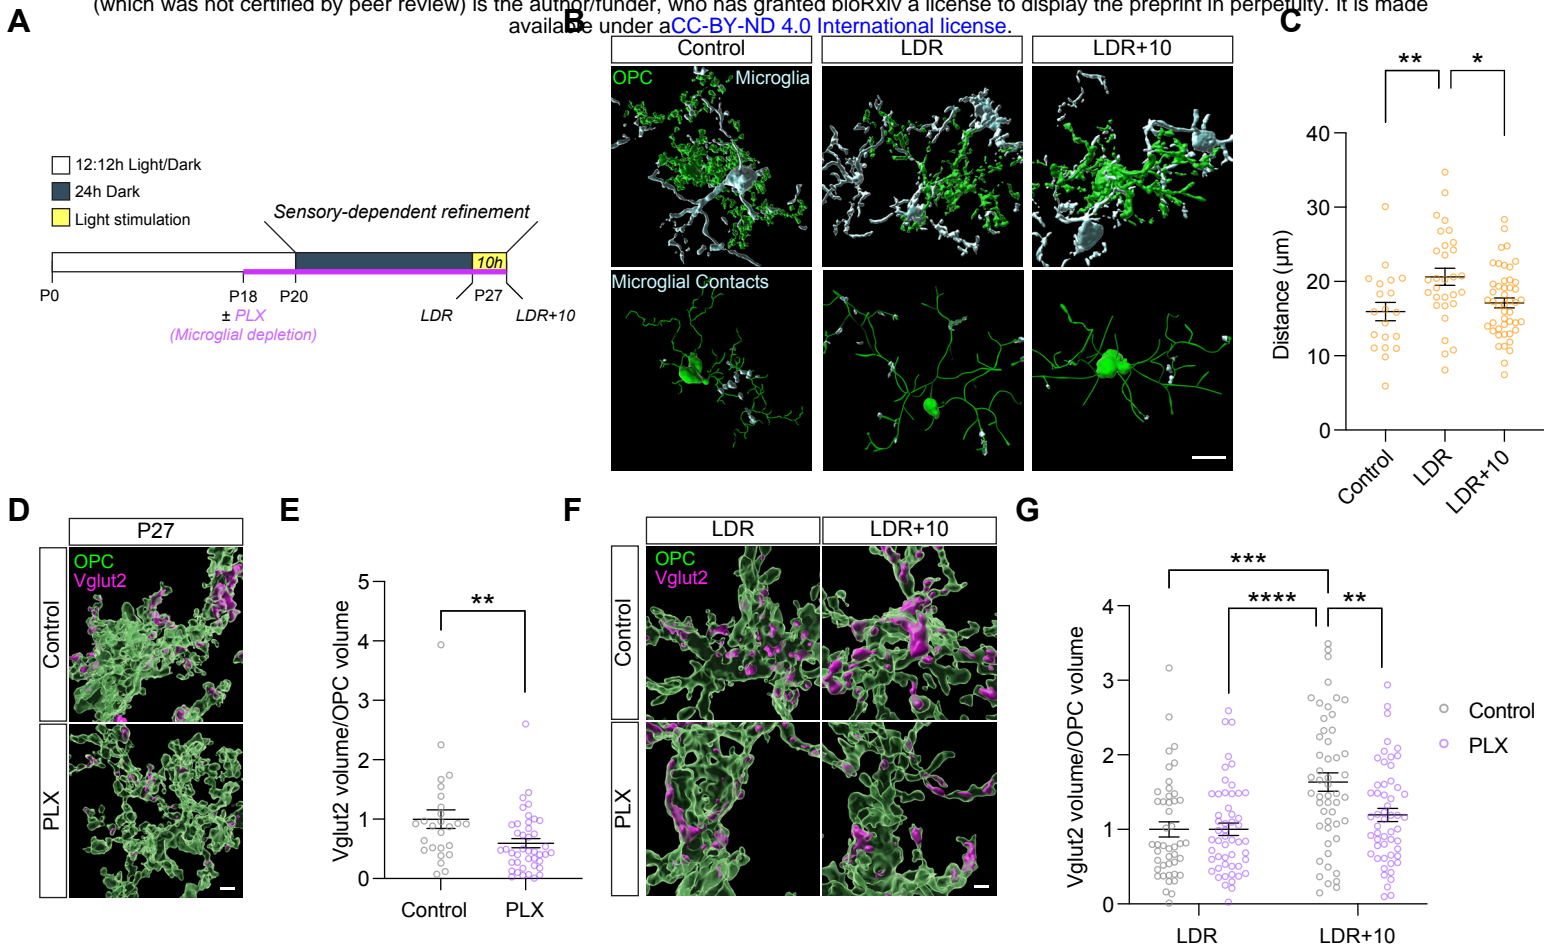 (which was not certified by peer review) is the author/funder, who has granted bioRxiv a license to display the preprint in perpetuity. It is made
available under aCC-BY-ND 4.0 International license.
A
12:12h Light/Dark
24h Dark
Light stimulation
Sensory-dependent refinement
10h
P0
P18
P20
P27
± PLX
(Microglial depletion)
LDR
LDR+10
B
Control
LDR
LDR+10
OPC
Microglia
Microglial Contacts
C
**
*
Distance (µm)
40
30
20
10
0
Control
LDR
LDR+10
D
P27
Control
PLX
OPC
Vglut2
E
**
Vglut2 volume/OPC volume
5
4
3
2
1
0
Control
PLX
F
LDR
LDR+10
Control
PLX
OPC
Vglut2
G
***
****
**
Vglut2 volume/OPC volume
4
3
2
1
0
LDR
LDR+10
Control
PLX